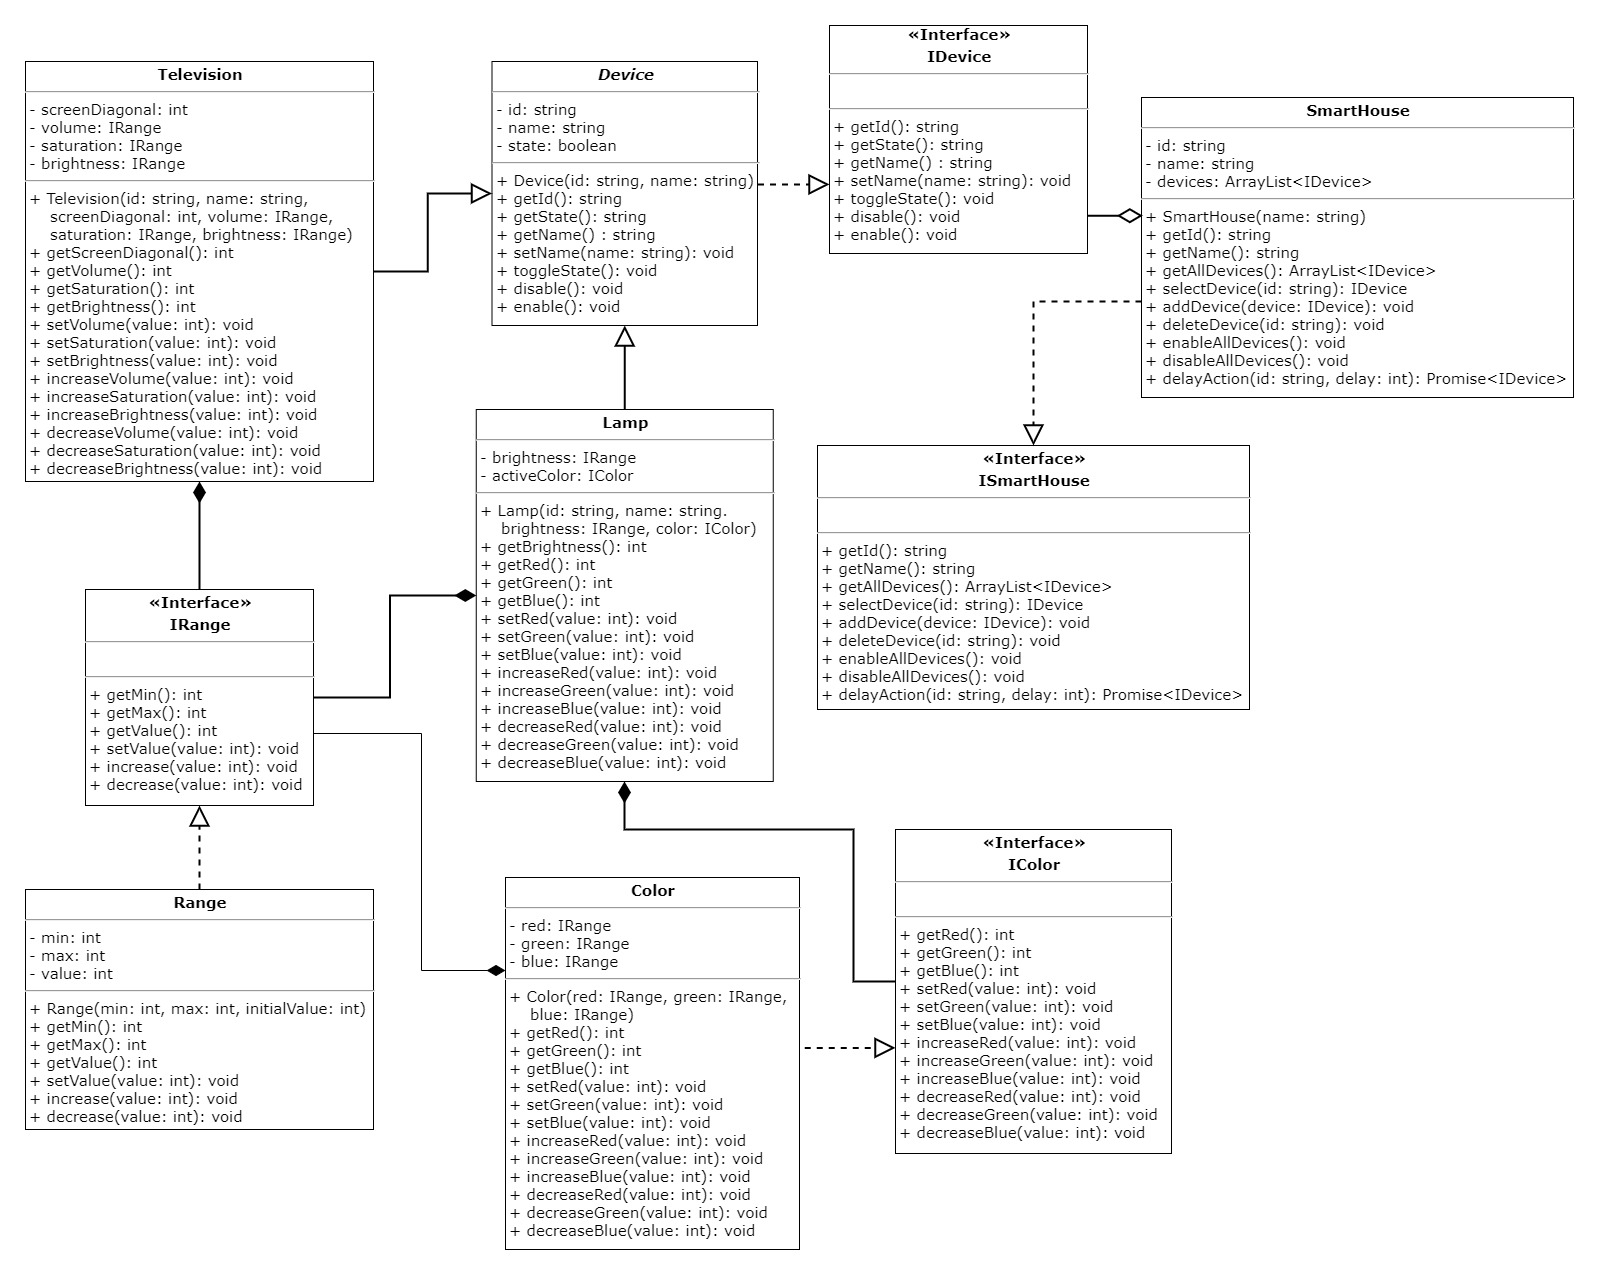 Television
- screenDiagonal: int
- volume: IRange
- saturation: IRange
- brightness: IRange
+ Television(id: string, name: string,
screenDiagonal: int, volume: IRange,
saturation: IRange, brightness: IRange)
+ getScreenDiagonal(): int
+ getVolume(): int
+ getSaturation(): int
+ getBrightness(): int
+ setVolume(value: int): void
+ setSaturation(value: int): void
+ setBrightness(value: int): void
+ increaseVolume(value: int): void
+ increaseSaturation(value: int): void
+ increaseBrightness(value: int): void
+ decreaseVolume(value: int): void
+ decreaseSaturation(value: int): void
+ decreaseBrightness(value: int): void
Device
- id: string
- name: string
- state: boolean
+ Device(id: string, name: string)
+ getId(): string
+ getState(): string
+ getName() : string
+ setName(name: string): void
+ toggleState(): void
+ disable(): void
+ enable(): void
«Interface»
IDevice
+ getId(): string
+ getState(): string
+ getName() : string
+ setName(name: string): void
+ toggleState(): void
+ disable(): void
+ enable(): void
SmartHouse
- id: string
- name: string
- devices: ArrayList<IDevice>
+ SmartHouse(name: string)
+ getId(): string
+ getName(): string
+ getAllDevices(): ArrayList<IDevice>
+ selectDevice(id: string): IDevice
+ addDevice(device: IDevice): void
+ deleteDevice(id: string): void
+ enableAllDevices(): void
+ disableAllDevices(): void
+ delayAction(id: string, delay: int): Promise<IDevice>
Lamp
- brightness: IRange
- activeColor: IColor
+ Lamp(id: string, name: string.
brightness: IRange, color: IColor)
+ getBrightness(): int
+ getRed(): int
+ getGreen(): int
+ getBlue(): int
+ setRed(value: int): void
+ setGreen(value: int): void
+ setBlue(value: int): void
+ increaseRed(value: int): void
+ increaseGreen(value: int): void
+ increaseBlue(value: int): void
+ decreaseRed(value: int): void
+ decreaseGreen(value: int): void
+ decreaseBlue(value: int): void
«Interface»
ISmartHouse
+ getId(): string
+ getName(): string
+ getAllDevices(): ArrayList<IDevice>
+ selectDevice(id: string): IDevice
+ addDevice(device: IDevice): void
+ deleteDevice(id: string): void
+ enableAllDevices(): void
+ disableAllDevices(): void
+ delayAction(id: string, delay: int): Promise<IDevice>
«Interface»
IRange
+ getMin(): int
+ getMax(): int
+ getValue(): int
+ setValue(value: int): void
+ increase(value: int): void
+ decrease(value: int): void
Range
- min: int
- max: int
- value: int
+ Range(min: int, max: int, initialValue: int)
+ getMin(): int
+ getMax(): int
+ getValue(): int
+ setValue(value: int): void
+ increase(value: int): void
+ decrease(value: int): void
Color
- red: IRange
- green: IRange
- blue: IRange
+ Color(red: IRange, green: IRange,
blue: IRange)
+ getRed(): int
+ getGreen(): int
+ getBlue(): int
+ setRed(value: int): void
+ setGreen(value: int): void
+ setBlue(value: int): void
+ increaseRed(value: int): void
+ increaseGreen(value: int): void
+ increaseBlue(value: int): void
+ decreaseRed(value: int): void
+ decreaseGreen(value: int): void
+ decreaseBlue(value: int): void
«Interface»
IColor
+ getRed(): int
+ getGreen(): int
+ getBlue(): int
+ setRed(value: int): void
+ setGreen(value: int): void
+ setBlue(value: int): void
+ increaseRed(value: int): void
+ increaseGreen(value: int): void
+ increaseBlue(value: int): void
+ decreaseRed(value: int): void
+ decreaseGreen(value: int): void
+ decreaseBlue(value: int): void